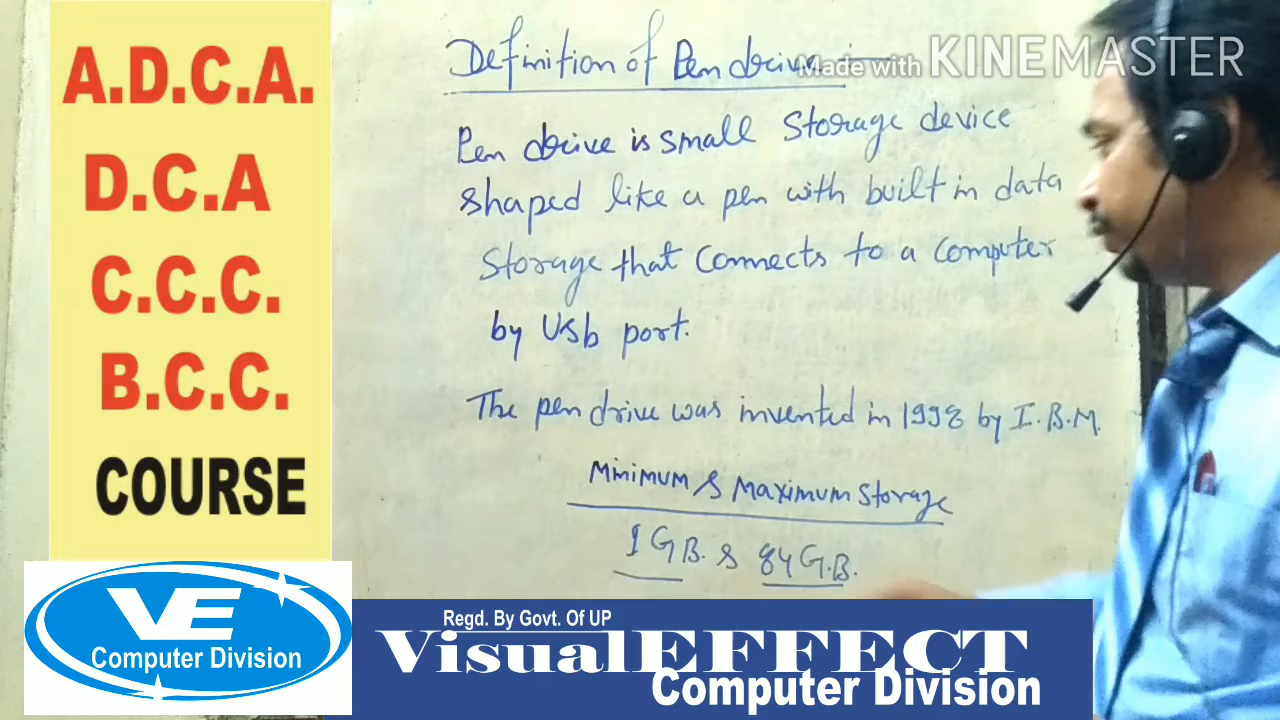 A.D.C.A.
D.C.A
C.C.C.
B.C.C.
COURSE
VE
Computer Division
Definition of Pen drive :-
Made with KINEMASTER
Pen drive is small Storage device
shaped like a pen with built in data
Storage that Connects to a Computer
by USb port.
The pen drive was invented in 1998 by I.B.M.
Minimum & Maximum Storage
1 GB. & 84 G.B.
Regd. By Govt. Of UP
Visual EFFECT
Computer Division